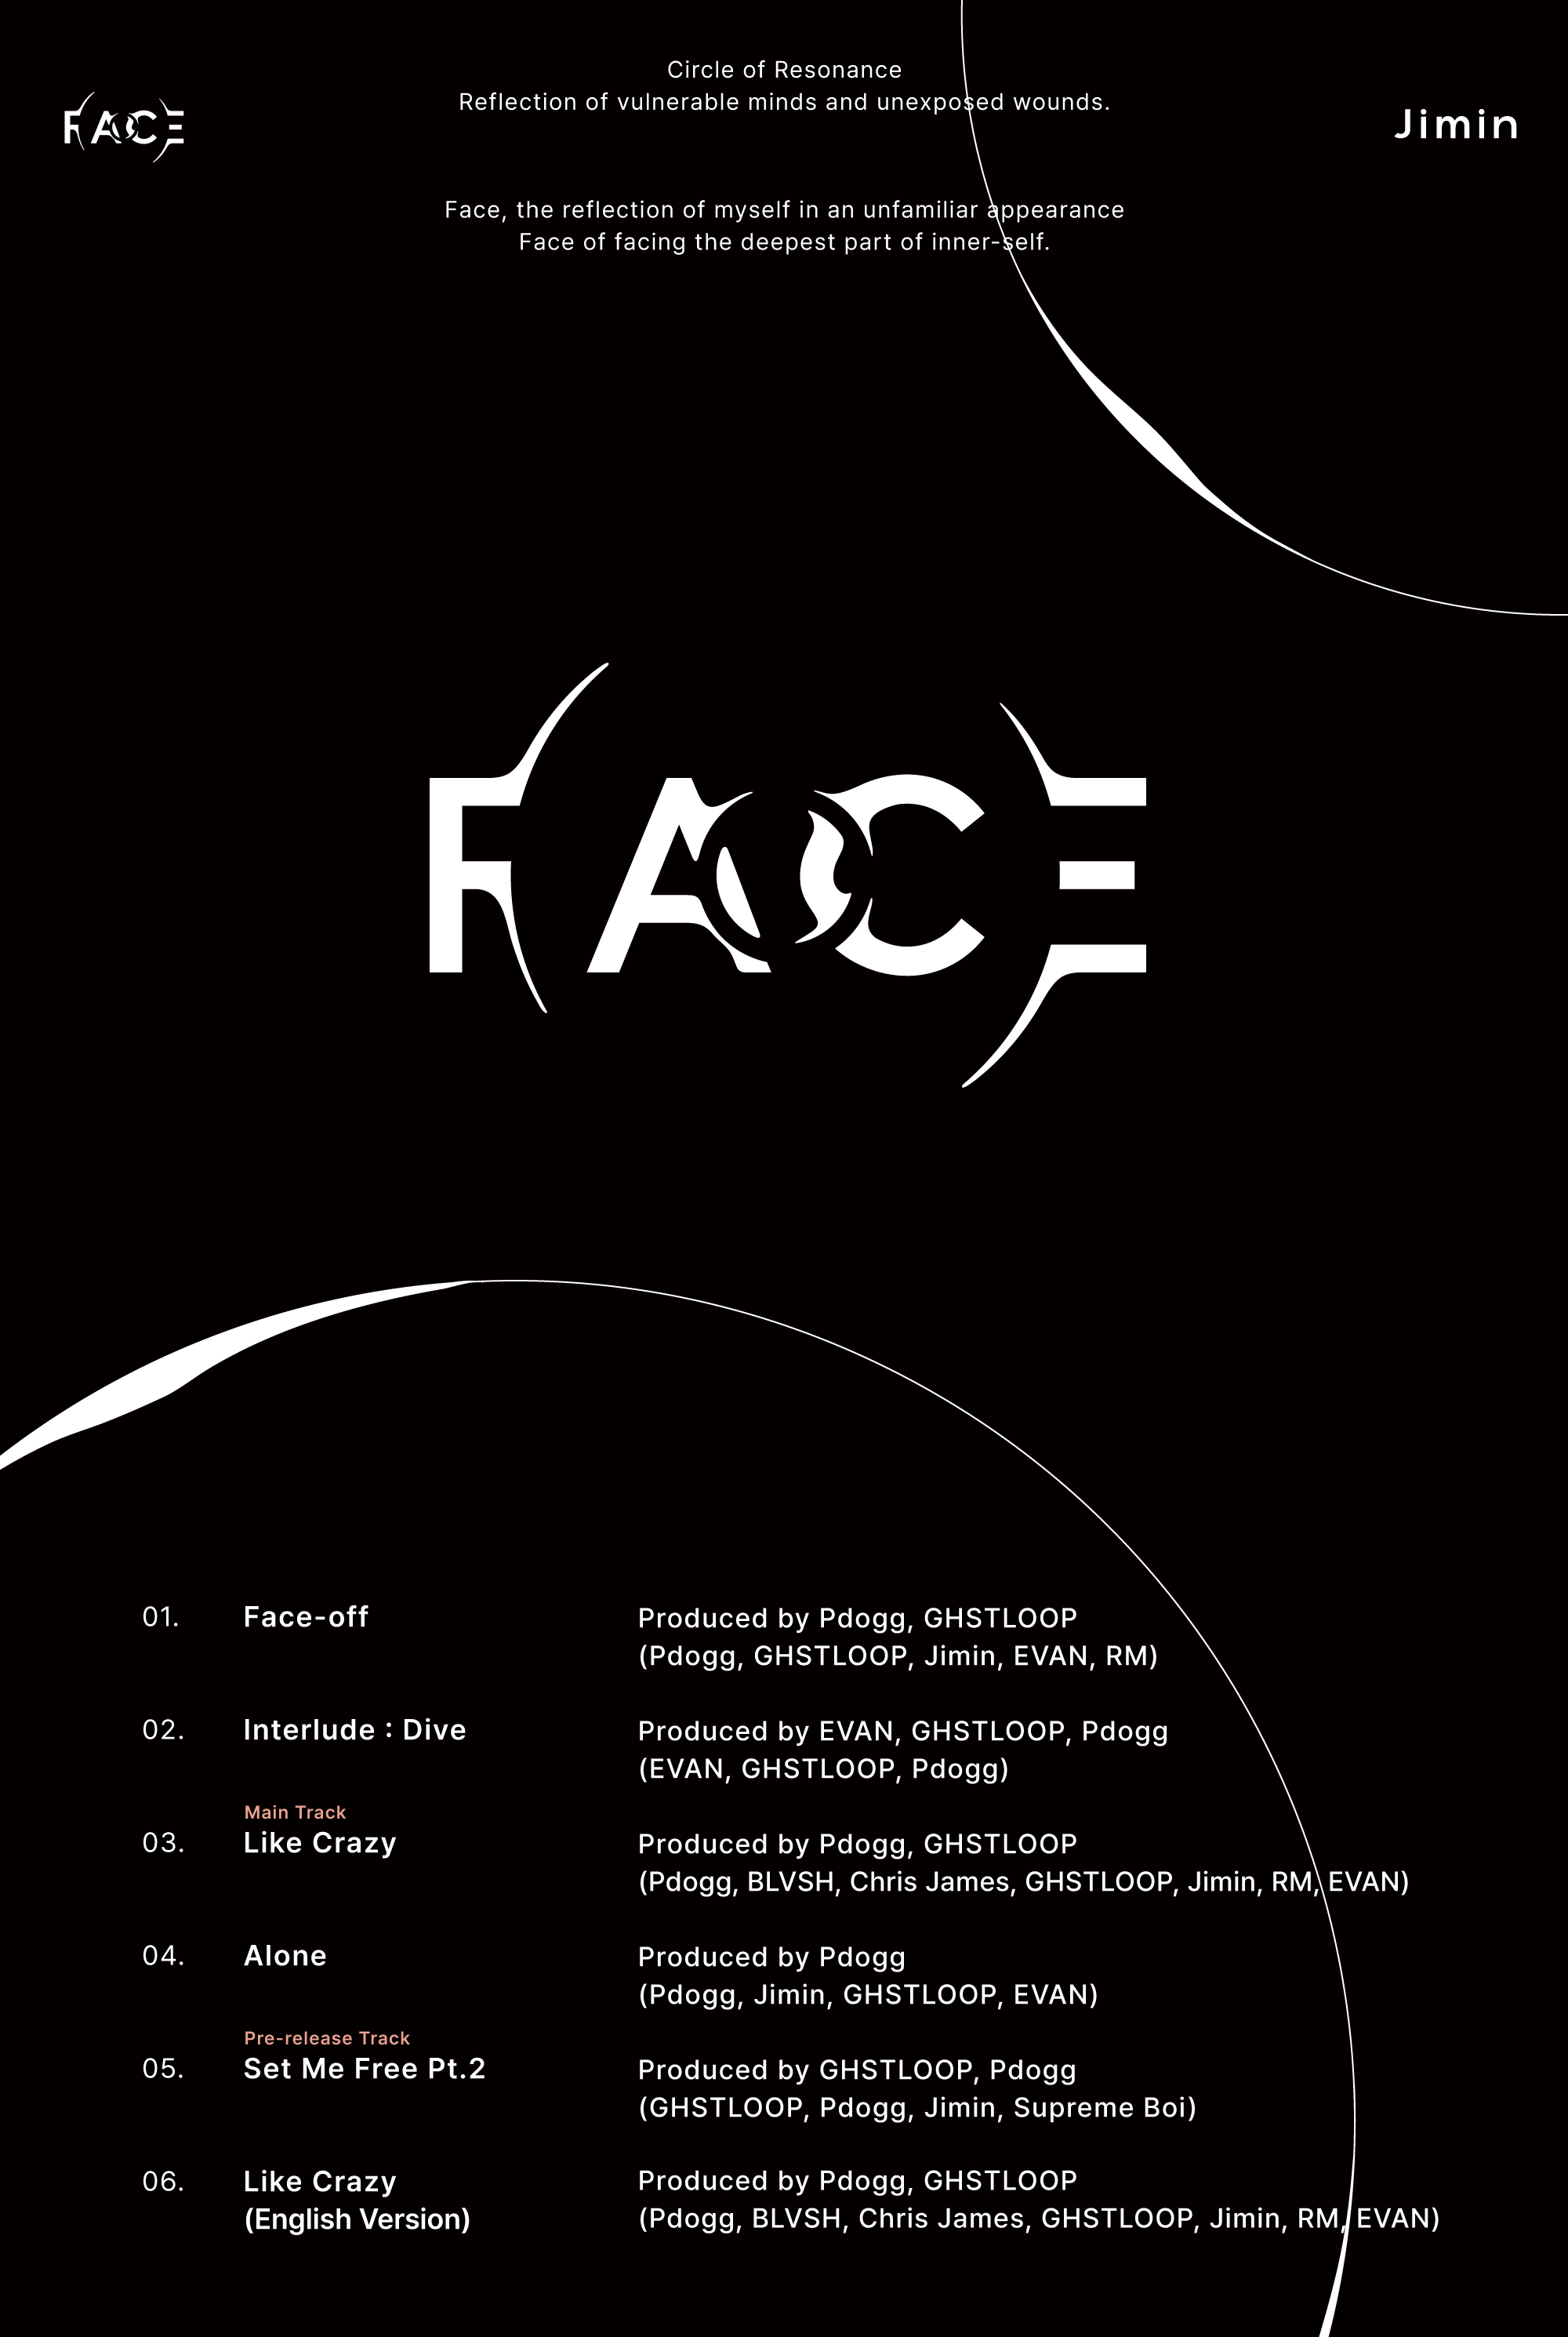 Circle of Resonance
Reflection of vulnerable minds and unexposed wounds.
FACE
Jimin
Face, the reflection of myself in an unfamiliar appearance
Face of facing the deepest part of inner-self.
FACE
01. Face-off Produced by Pdogg, GHSTLOOP
(Pdogg, GHSTLOOP, Jimin, EVAN, RM)
02. Interlude : Dive Produced by EVAN, GHSTLOOP, Pdogg
(EVAN, GHSTLOOP, Pdogg)
Main Track
03. Like Crazy Produced by Pdogg, GHSTLOOP
(Pdogg, BLVSH, Chris James, GHSTLOOP, Jimin, RM, EVAN)
04. Alone Produced by Pdogg
(Pdogg, Jimin, GHSTLOOP, EVAN)
Pre-release Track
05. Set Me Free Pt.2 Produced by GHSTLOOP, Pdogg
(GHSTLOOP, Pdogg, Jimin, Supreme Boi)
06. Like Crazy Produced by Pdogg, GHSTLOOP
(English Version) (Pdogg, BLVSH, Chris James, GHSTLOOP, Jimin, RM, EVAN)